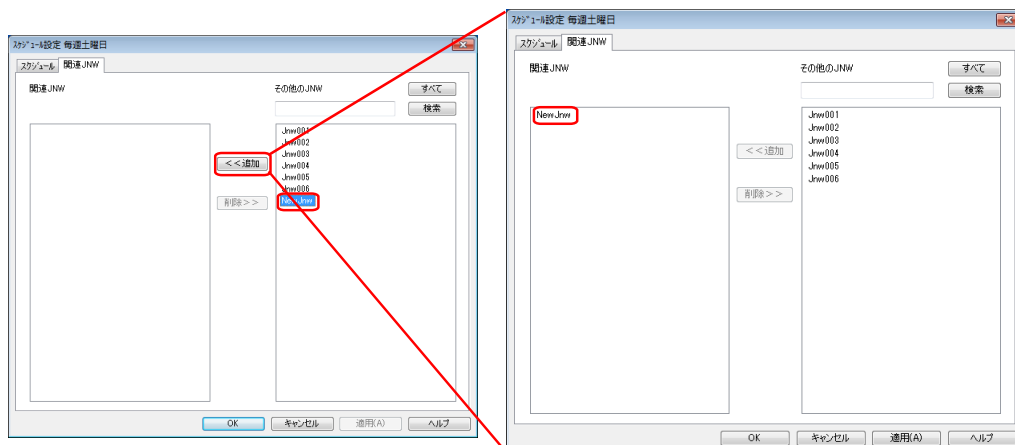 ｽｹｼﾞｭｰﾙ設定 毎週土曜日
スケジュール 関連JNW
関連JNW
その他のJNW
すべて
検索
Jnw001
Jnw002
Jnw003
Jnw004
Jnw005
Jnw006
NewJnw
<<追加
削除>>
OK キャンセル 適用(A) ヘルプ
ｽｹｼﾞｭｰﾙ設定 毎週土曜日
スケジュール 関連JNW
関連JNW
その他のJNW
すべて
検索
NewJnw
<<追加
削除>>
Jnw001
Jnw002
Jnw003
Jnw004
Jnw005
Jnw006
OK キャンセル 適用(A) ヘルプ